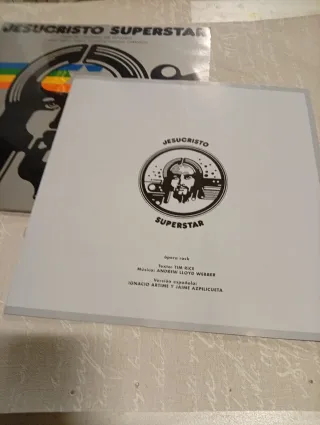 JESUCRISTO SUPERSTAR
JESUCRISTO
SUPERSTAR
ópera rock
Texto: TIM RICE
Música: ANDREW LLOYD WEBBER
Versión española:
IGNACIO ARTIME Y JAIME AZPILICUETA